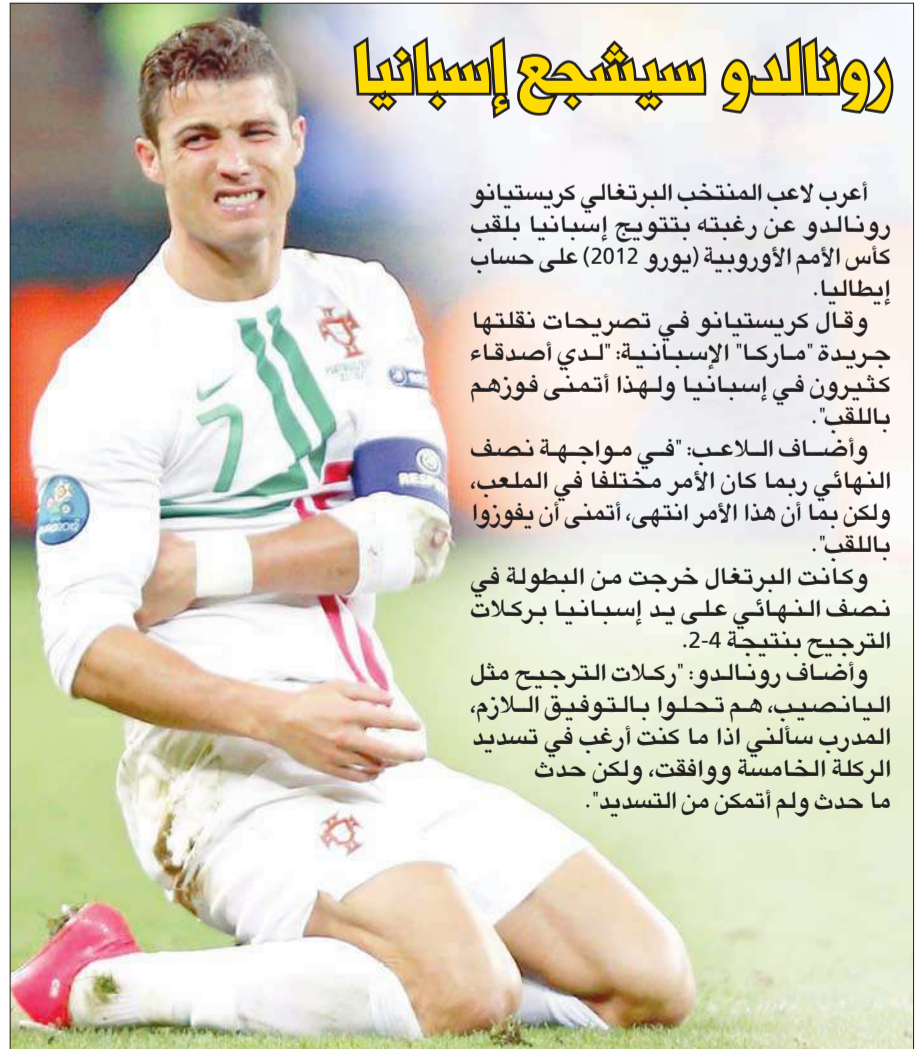 رونالدو سيشجع إسبانيا
أعرب لاعب المنتخب البرتغالي كريستيانو
رونالدو عن رغبته بتتويج إسبانيا بلقب
كأس الأمم الأوروبية (يورو 2012) على حساب
إيطاليا.
وقال كريستيانو في تصريحات نقلتها
جريدة "ماركا" الإسبانية: "لدي أصدقاء
كثيرون في إسبانيا ولهذا أتمنى فوزهم
باللقب".
وأضاف اللاعب: "في مواجهة نصف
النهائي ربما كان الأمر مختلفا في الملعب،
ولكن بما أن هذا الأمر انتهى، أتمنى أن يفوزوا
باللقب".
وكانت البرتغال خرجت من البطولة في
نصف النهائي على يد إسبانيا بركلات
الترجيح بنتيجة 4-2.
وأضاف رونالدو: "ركلات الترجيح مثل
اليانصيب، هم تحلوا بالتوفيق اللازم،
المدرب سألني اذا ما كنت أرغب في تسديد
الركلة الخامسة ووافقت، ولكن حدث
ما حدث ولم أتمكن من التسديد".
7
EURO2012